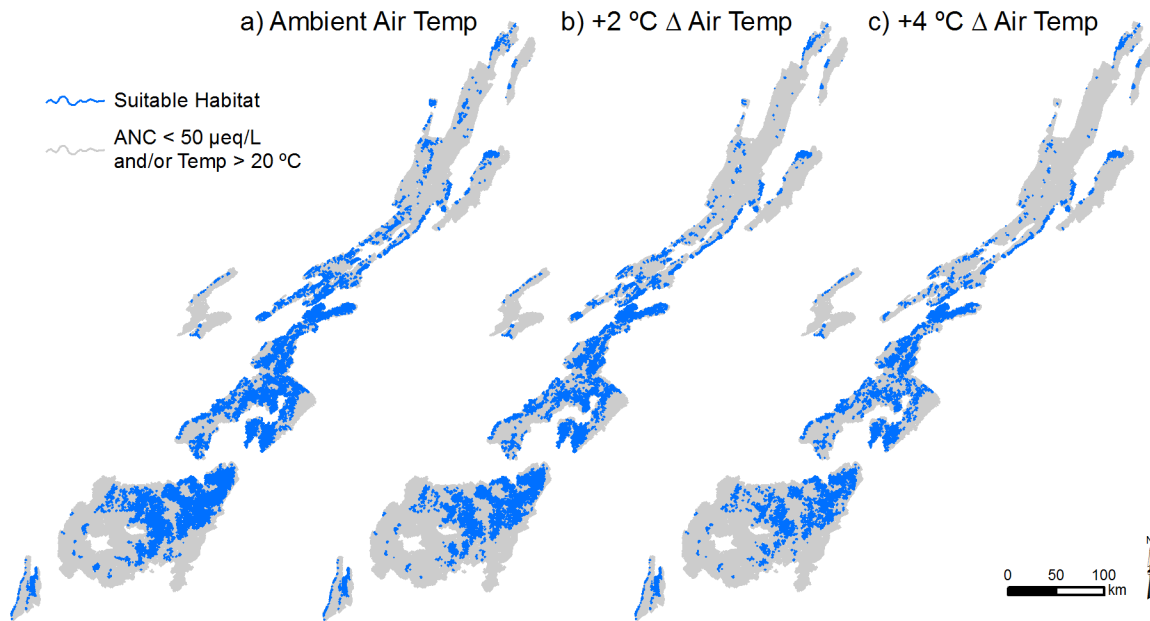 a) Ambient Air Temp
b) +2 ºC Δ Air Temp
c) +4 ºC Δ Air Temp
Suitable Habitat
ANC < 50 µeq/L
and/or Temp > 20 ºC
N
0 50 100
km